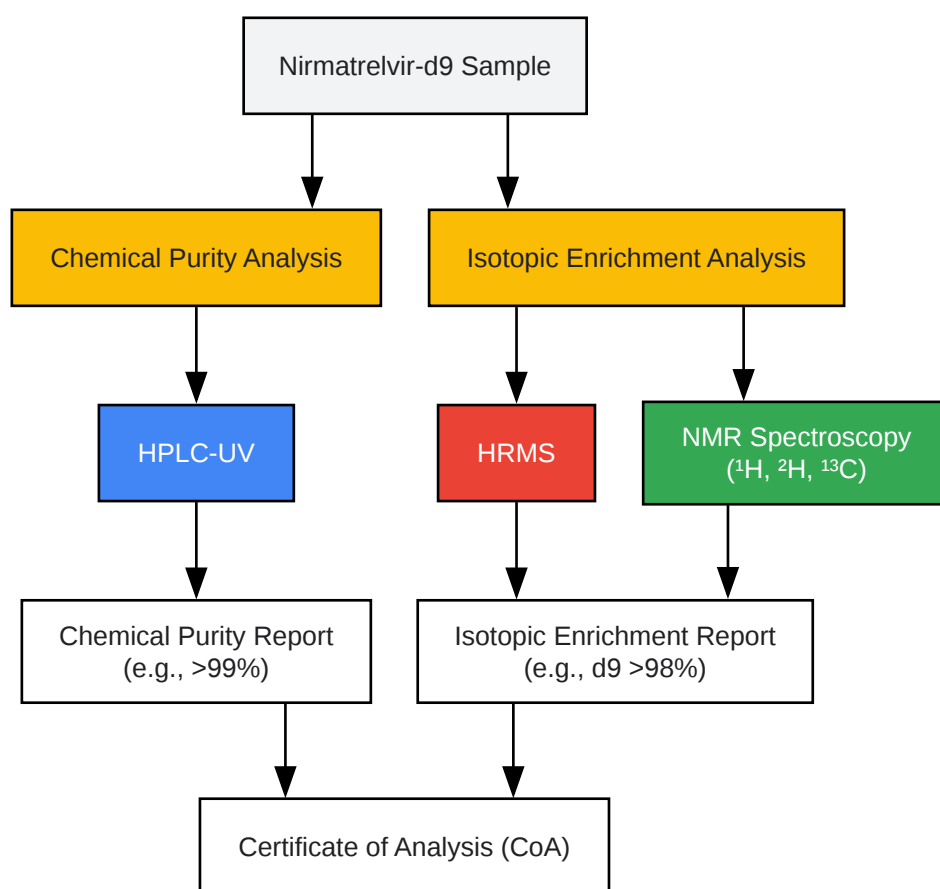 Nirmatrelvir-d9 Sample
Chemical Purity Analysis
Isotopic Enrichment Analysis
HPLC-UV
HRMS
NMR Spectroscopy
(¹H, ²H, ¹³C)
Chemical Purity Report
(e.g., >99%)
Isotopic Enrichment Report
(e.g., d9 >98%)
Certificate of Analysis (CoA)